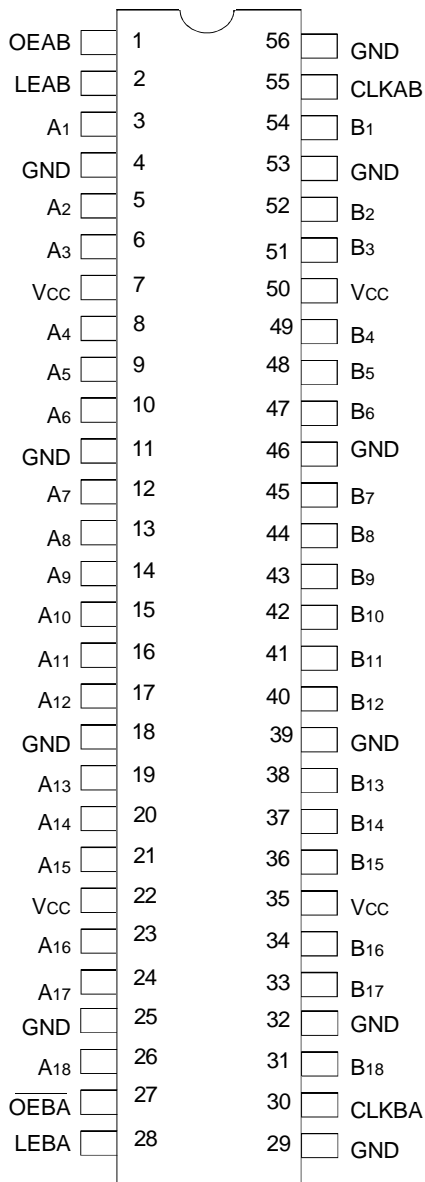 OEAB 1 56 GND
LEAB 2 55 CLKAB
A1 3 54 B1
GND 4 53 GND
A2 5 52 B2
A3 6 51 B3
VCC 7 50 VCC
A4 8 49 B4
A5 9 48 B5
A6 10 47 B6
GND 11 46 GND
A7 12 45 B7
A8 13 44 B8
A9 14 43 B9
A10 15 42 B10
A11 16 41 B11
A12 17 40 B12
GND 18 39 GND
A13 19 38 B13
A14 20 37 B14
A15 21 36 B15
VCC 22 35 VCC
A16 23 34 B16
A17 24 33 B17
GND 25 32 GND
A18 26 31 B18
O̅E̅B̅A̅ 27 30 CLKBA
LEBA 28 29 GND